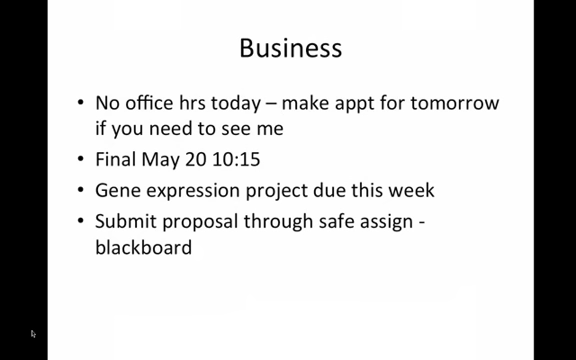 Business
• No office hrs today – make appt for tomorrow
if you need to see me
• Final May 20 10:15
• Gene expression project due this week
• Submit proposal through safe assign -
blackboard